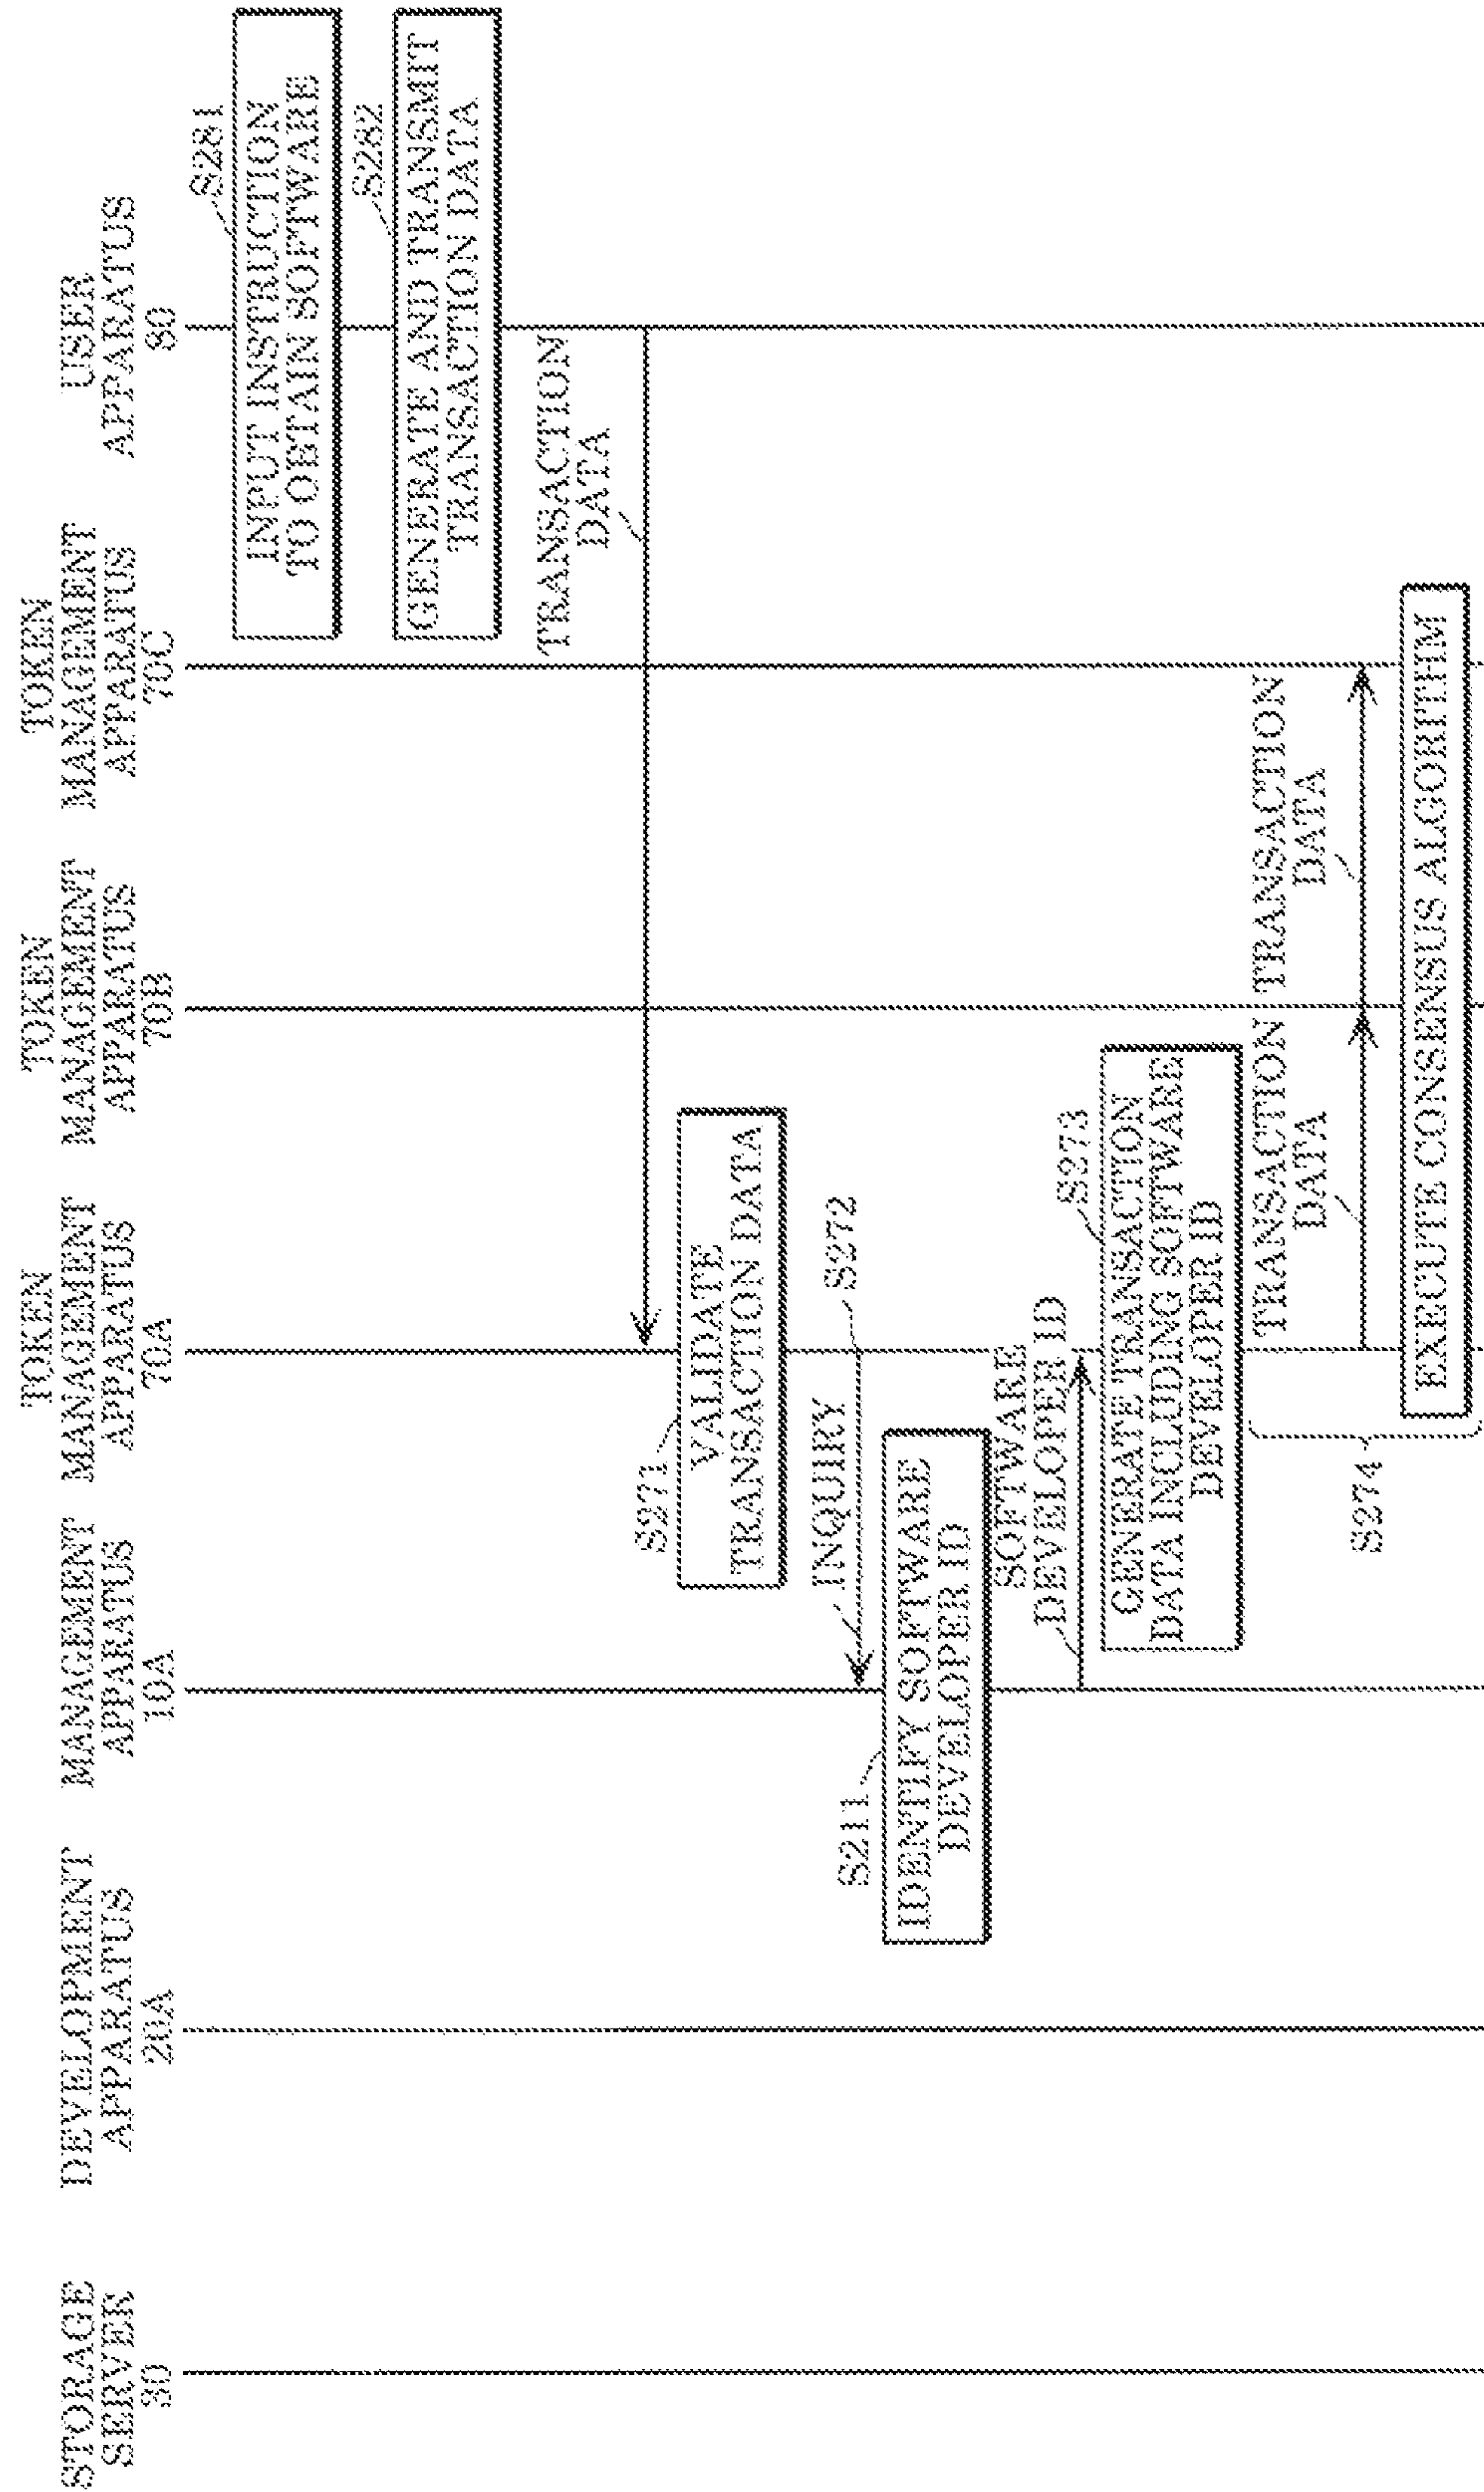 STORAGE
SERVER
30
DEVELOPMENT
APPARATUS
20A
MANAGEMENT
APPARATUS
10A
TOKEN
MANAGEMENT
APPARATUS
70A
TOKEN
MANAGEMENT
APPARATUS
70B
TOKEN
MANAGEMENT
APPARATUS
70C
USER
APPARATUS
80
S281
INPUT INSTRUCTION
TO OBTAIN SOFTWARE
S282
GENERATE AND TRANSMIT
TRANSACTION DATA
TRANSACTION
DATA
S271
VALIDATE
TRANSACTION DATA
INQUIRY
S272
S211
IDENTIFY SOFTWARE
DEVELOPER ID
SOFTWARE
DEVELOPER ID
S273
GENERATE TRANSACTION
DATA INCLUDING SOFTWARE
DEVELOPER ID
TRANSACTION
DATA
TRANSACTION
DATA
S274
EXECUTE CONSENSUS ALGORITHM